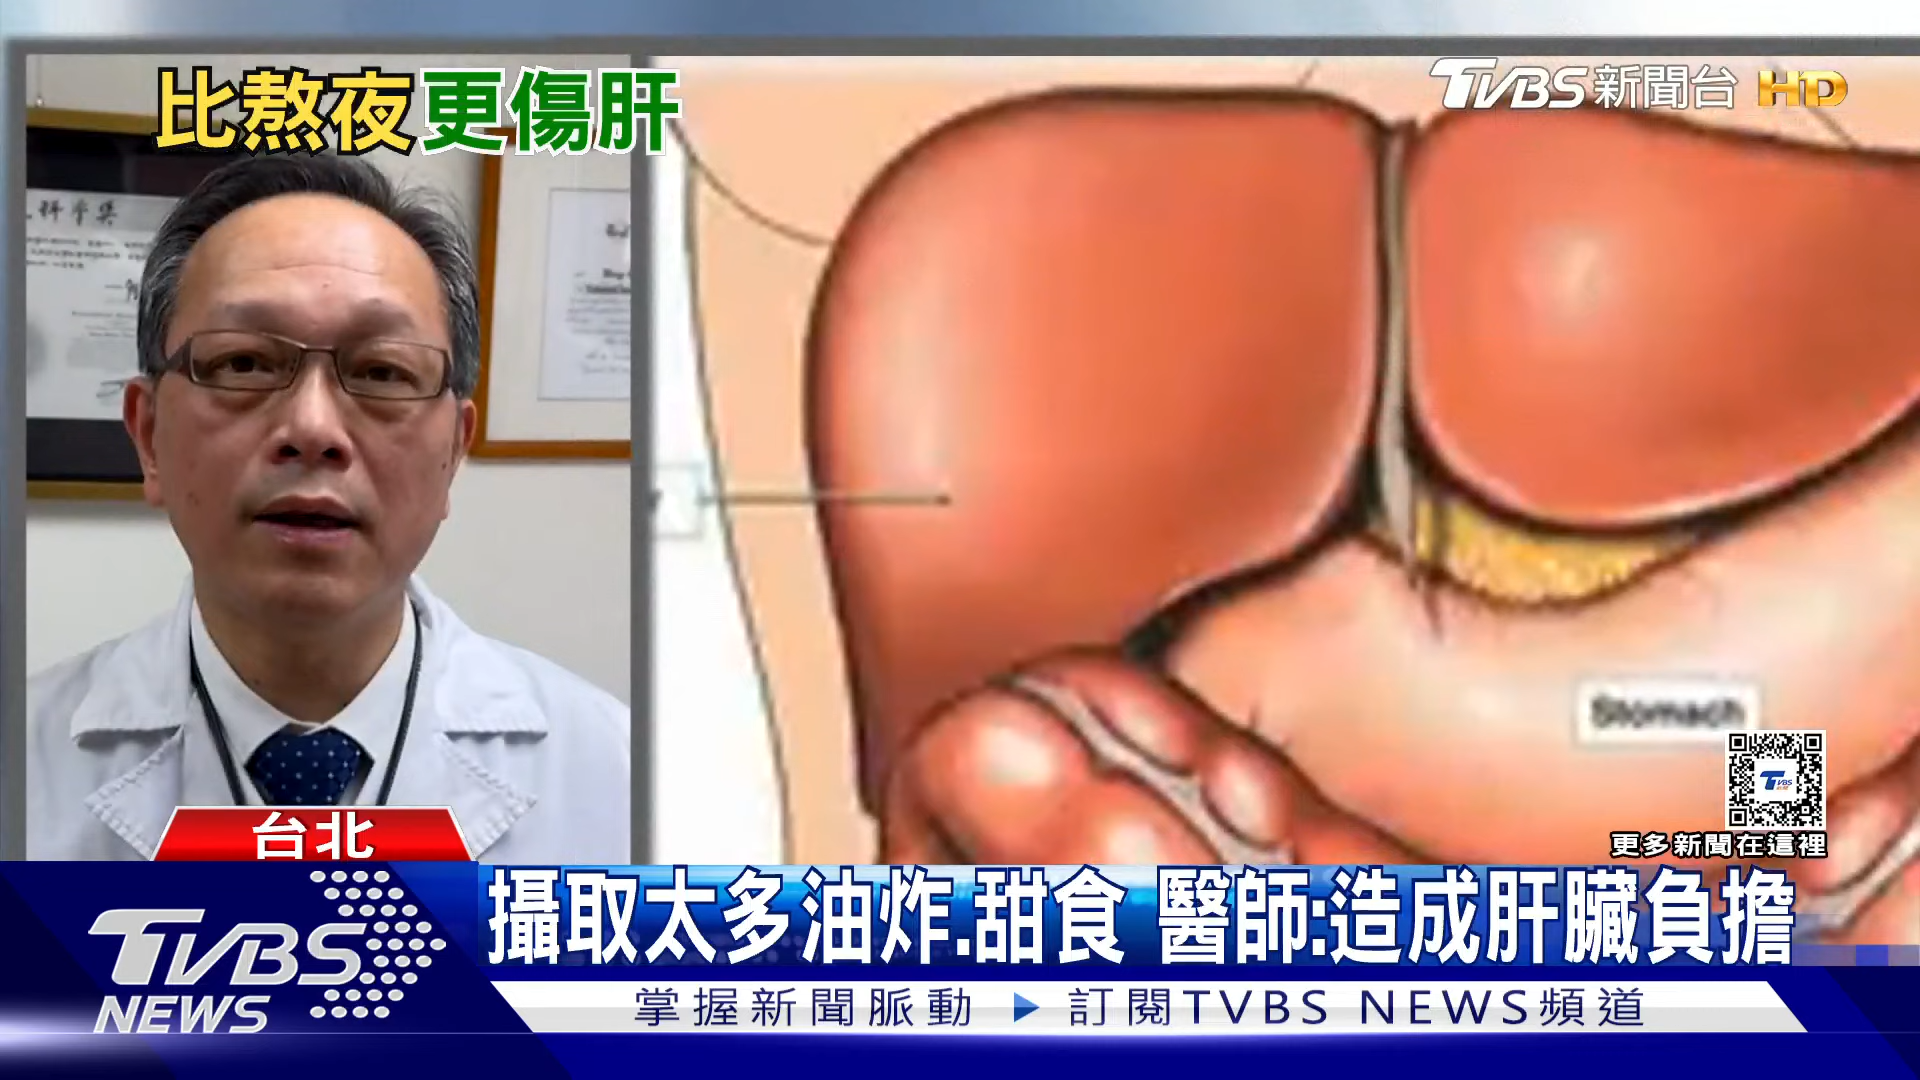 比熬夜更傷肝
TVBS新聞台 HD
Stomach
TVBS
更多新聞在這裡
台北
攝取太多油炸.甜食 醫師:造成肝臟負擔
TVBS
NEWS
掌握新聞脈動 ▶ 訂閱TVBS NEWS頻道